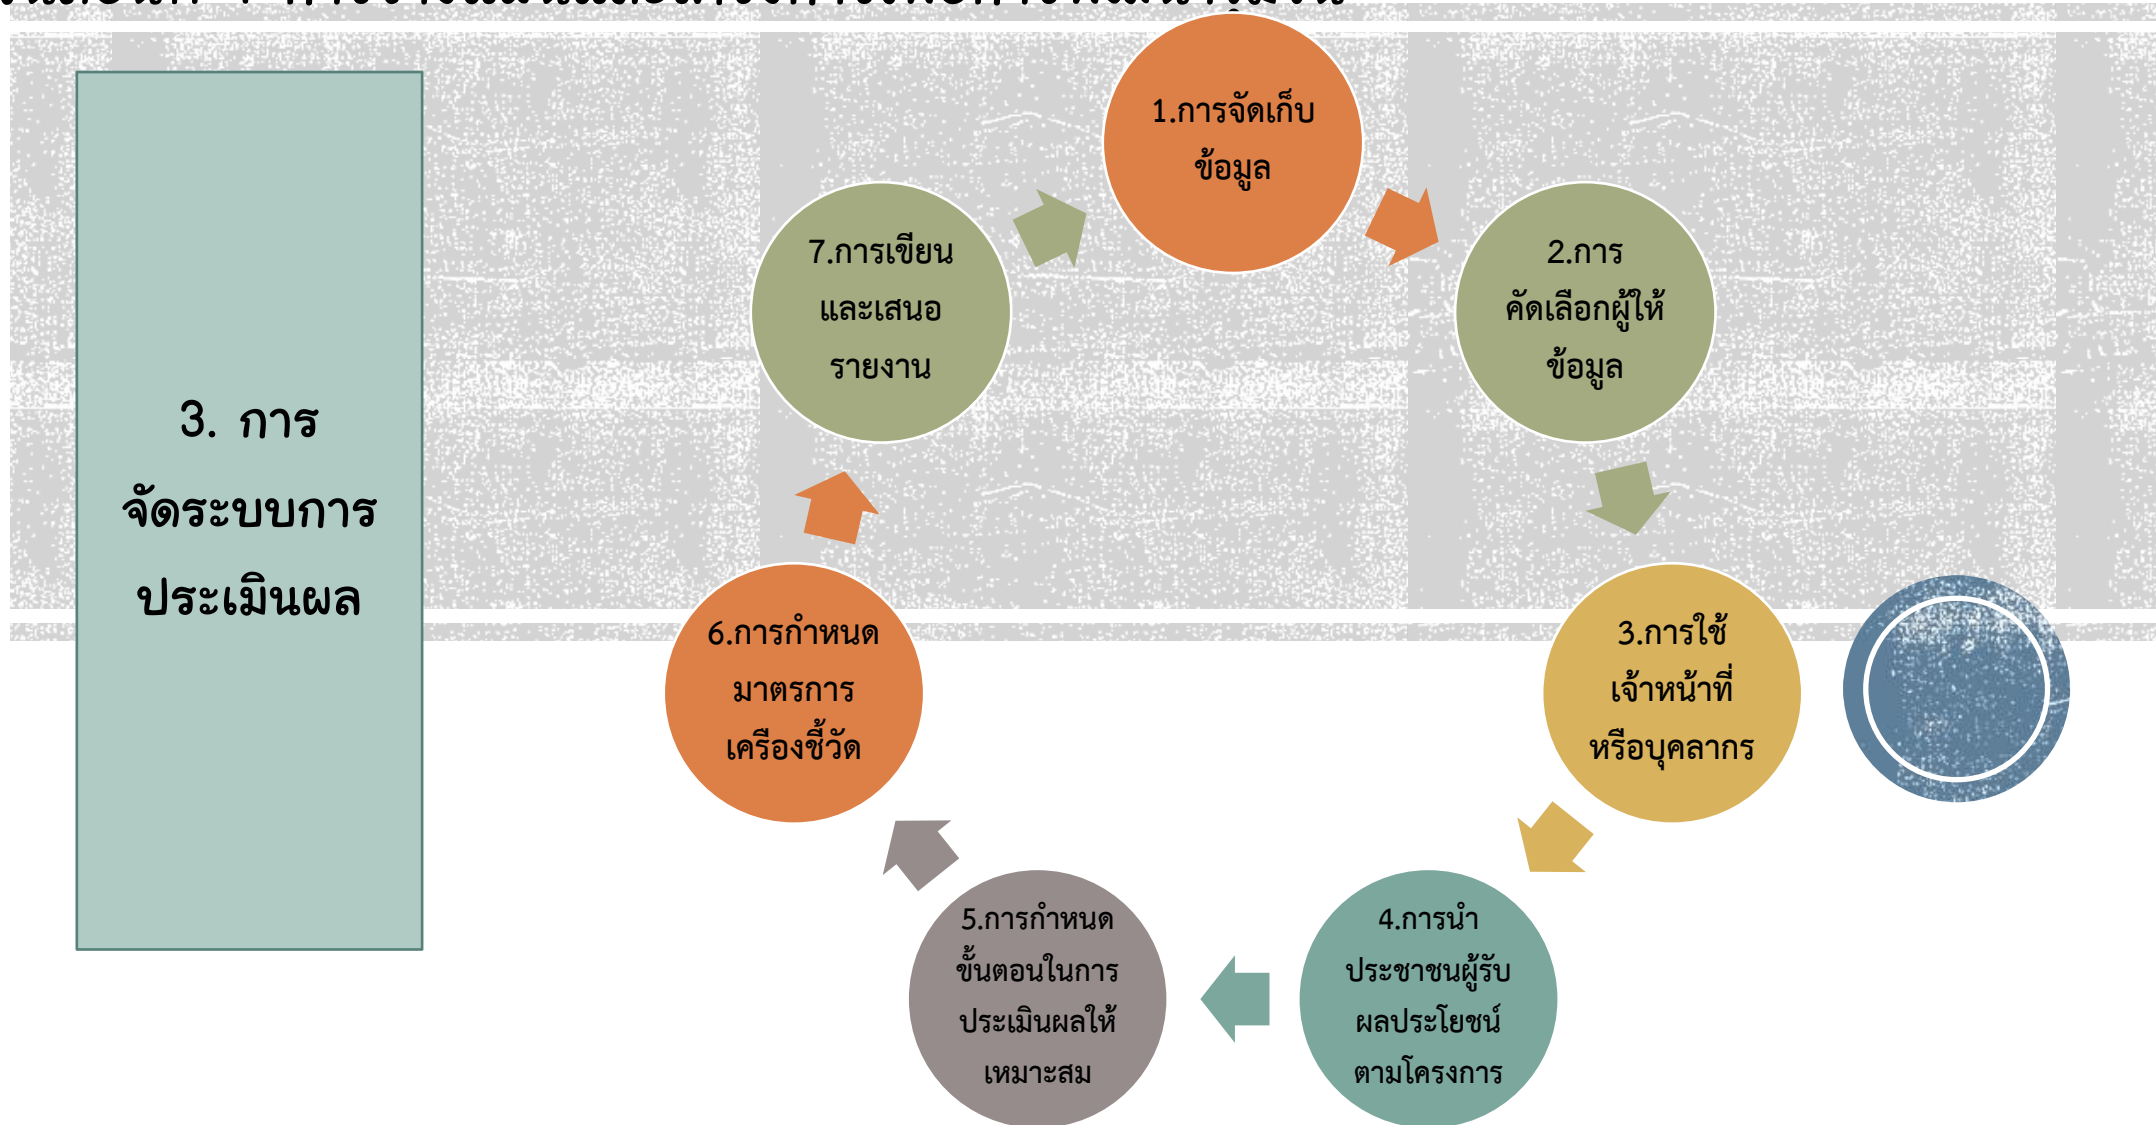 3. การ
จัดระบบการ
ประเมินผล
1.การจัดเก็บ
ข้อมูล
2.การ
คัดเลือกผู้ให้
ข้อมูล
3.การใช้
เจ้าหน้าที่
หรือบุคลากร
4.การนำ
ประชาชนผู้รับ
ผลประโยชน์
ตามโครงการ
5.การกำหนด
ขั้นตอนในการ
ประเมินผลให้
เหมาะสม
6.การกำหนด
มาตรการ
เครื่องชี้วัด
7.การเขียน
และเสนอ
รายงาน